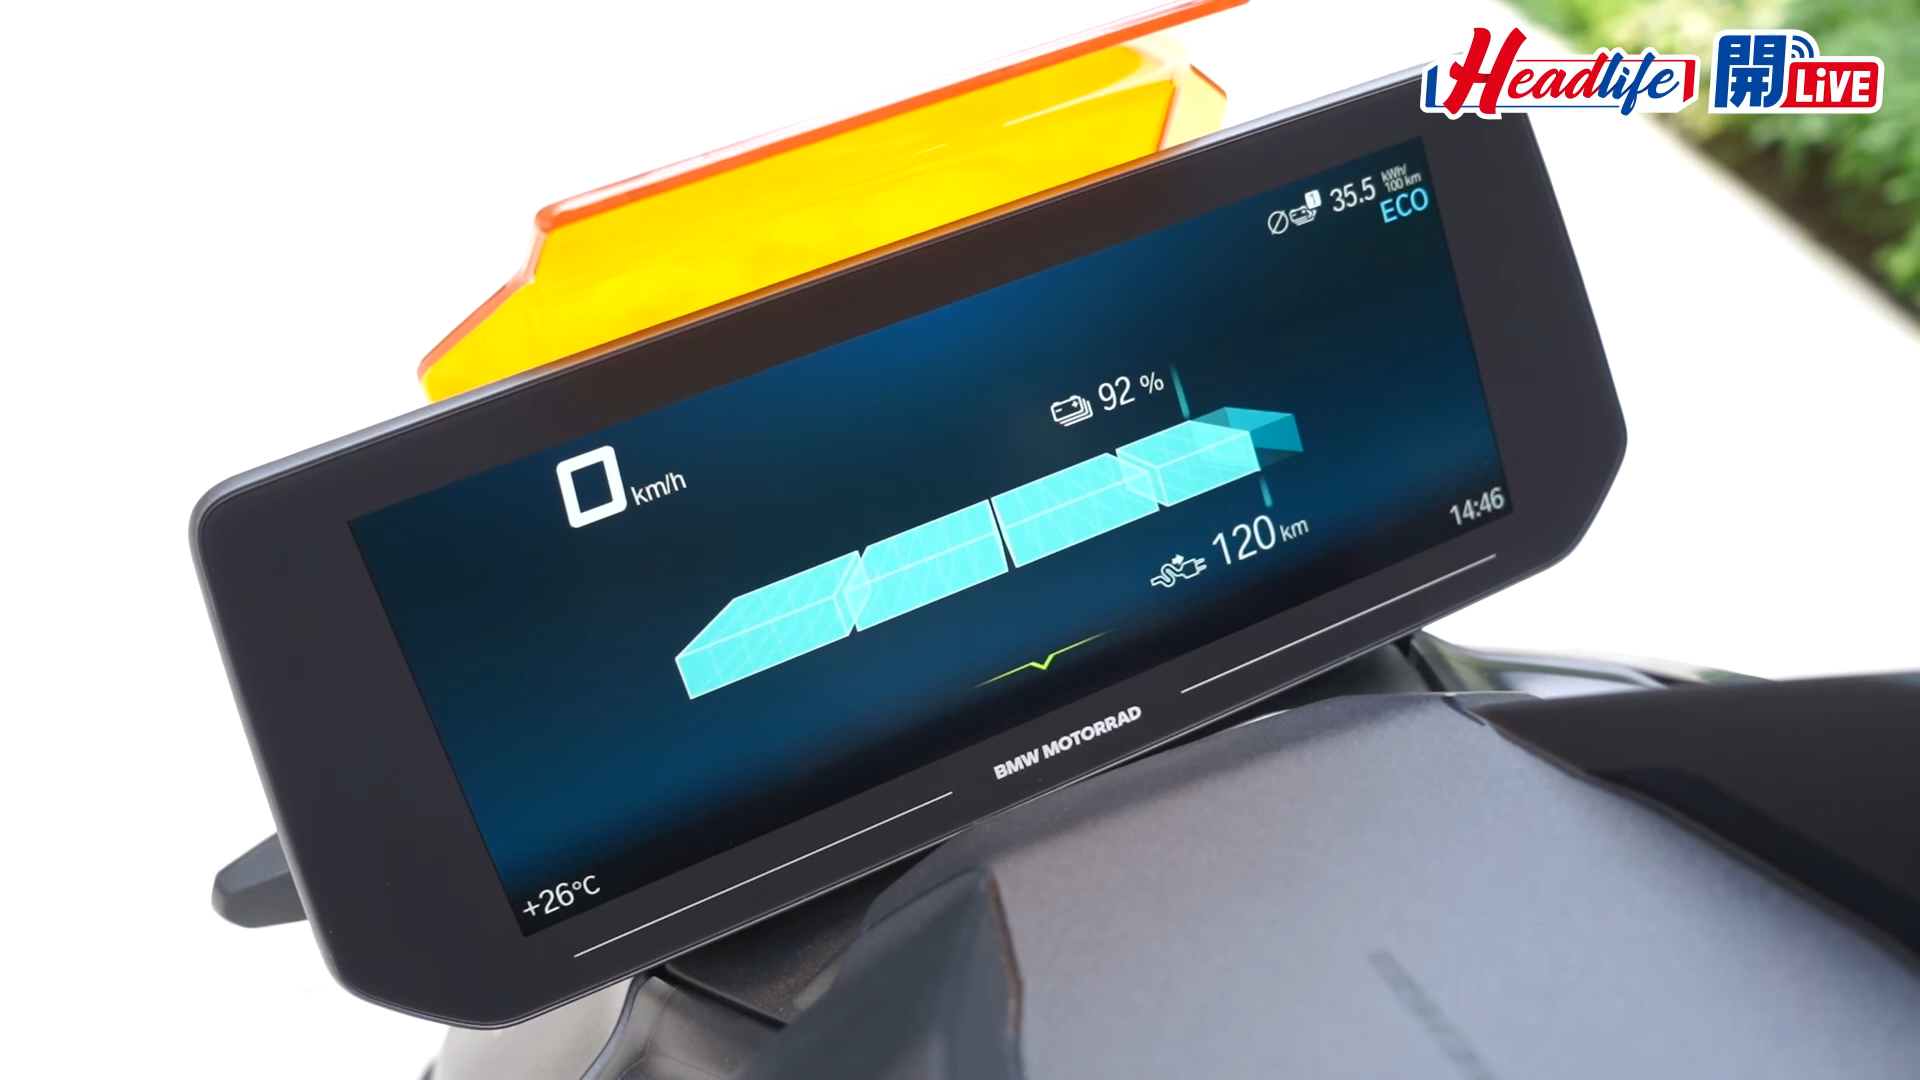 Headlife 開 LiVE
1 35.5 kWh/
100 km
ECO
92 %
0 km/h
120 km
14:46
BMW MOTORRAD
+26°C